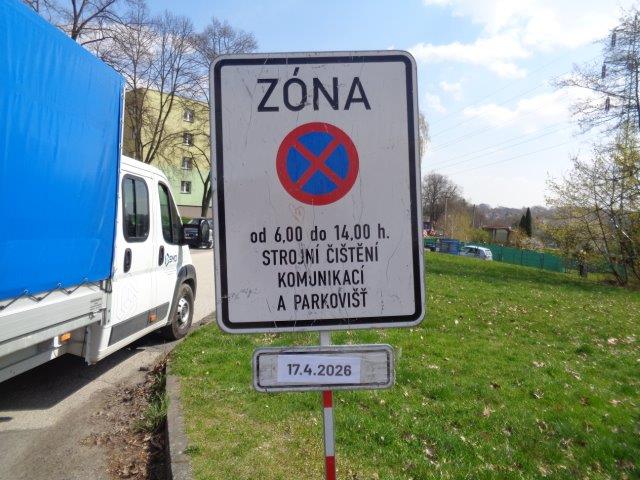 ZÓNA
od 6,00 do 14,00 h.
STROJNÍ ČIŠTĚNÍ
KOMUNIKACÍ
A PARKOVIŠŤ
17.4.2026